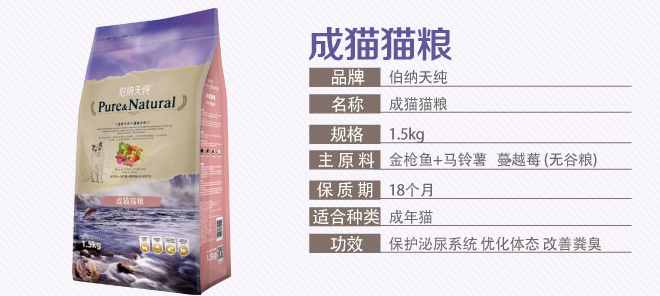 伯纳天纯
Pure&Natural
成猫猫粮
1.5kg
成猫猫粮
品牌 伯纳天纯
名称 成猫猫粮
规格 1.5kg
主原料 金枪鱼+马铃薯 蔓越莓(无谷粮)
保质期 18个月
适合种类 成年猫
功效 保护泌尿系统 优化体态 改善粪臭